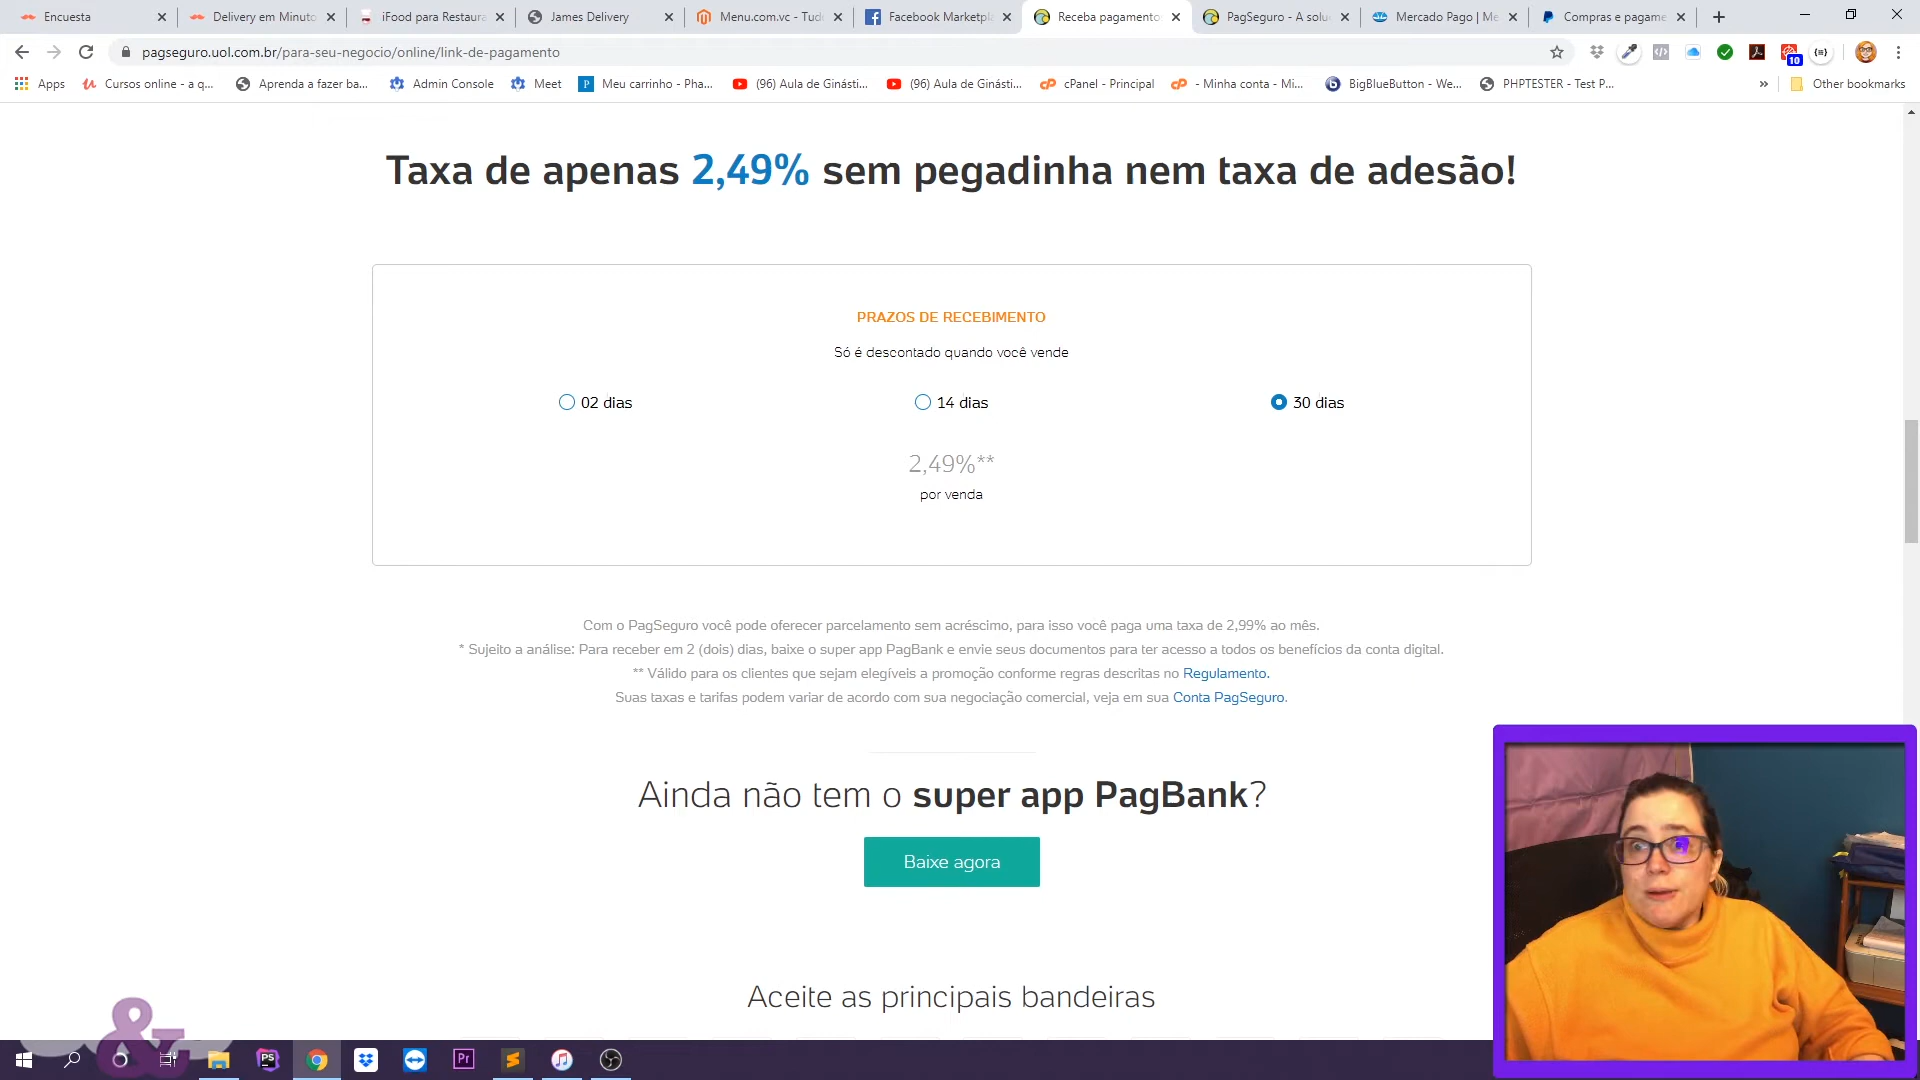 Encuesta
Delivery em Minuto
iFood para Restaura
James Delivery
Menu.com.vc - Tud
Facebook Marketpl
Receba pagamento
PagSeguro - A solu
Mercado Pago | Me
Compras e pagame
pagseguro.uol.com.br/para-seu-negocio/online/link-de-pagamento
10
Apps
Cursos online - a q...
Aprenda a fazer ba...
Admin Console
Meet
Meu carrinho - Pha...
(96) Aula de Ginásti...
(96) Aula de Ginásti...
cPanel - Principal
- Minha conta - Mi...
BigBlueButton - We...
PHPTESTER - Test P...
Other bookmarks
Taxa de apenas 2,49% sem pegadinha nem taxa de adesão!
PRAZOS DE RECEBIMENTO
Só é descontado quando você vende
02 dias
14 dias
30 dias
2,49%**
por venda
Com o PagSeguro você pode oferecer parcelamento sem acréscimo, para isso você paga uma taxa de 2,99% ao mês.
* Sujeito a análise: Para receber em 2 (dois) dias, baixe o super app PagBank e envie seus documentos para ter acesso a todos os benefícios da conta digital.
** Válido para os clientes que sejam elegíveis a promoção conforme regras descritas no Regulamento.
Suas taxas e tarifas podem variar de acordo com sua negociação comercial, veja em sua Conta PagSeguro.
Ainda não tem o super app PagBank?
Baixe agora
Aceite as principais bandeiras
&
PS
Pr